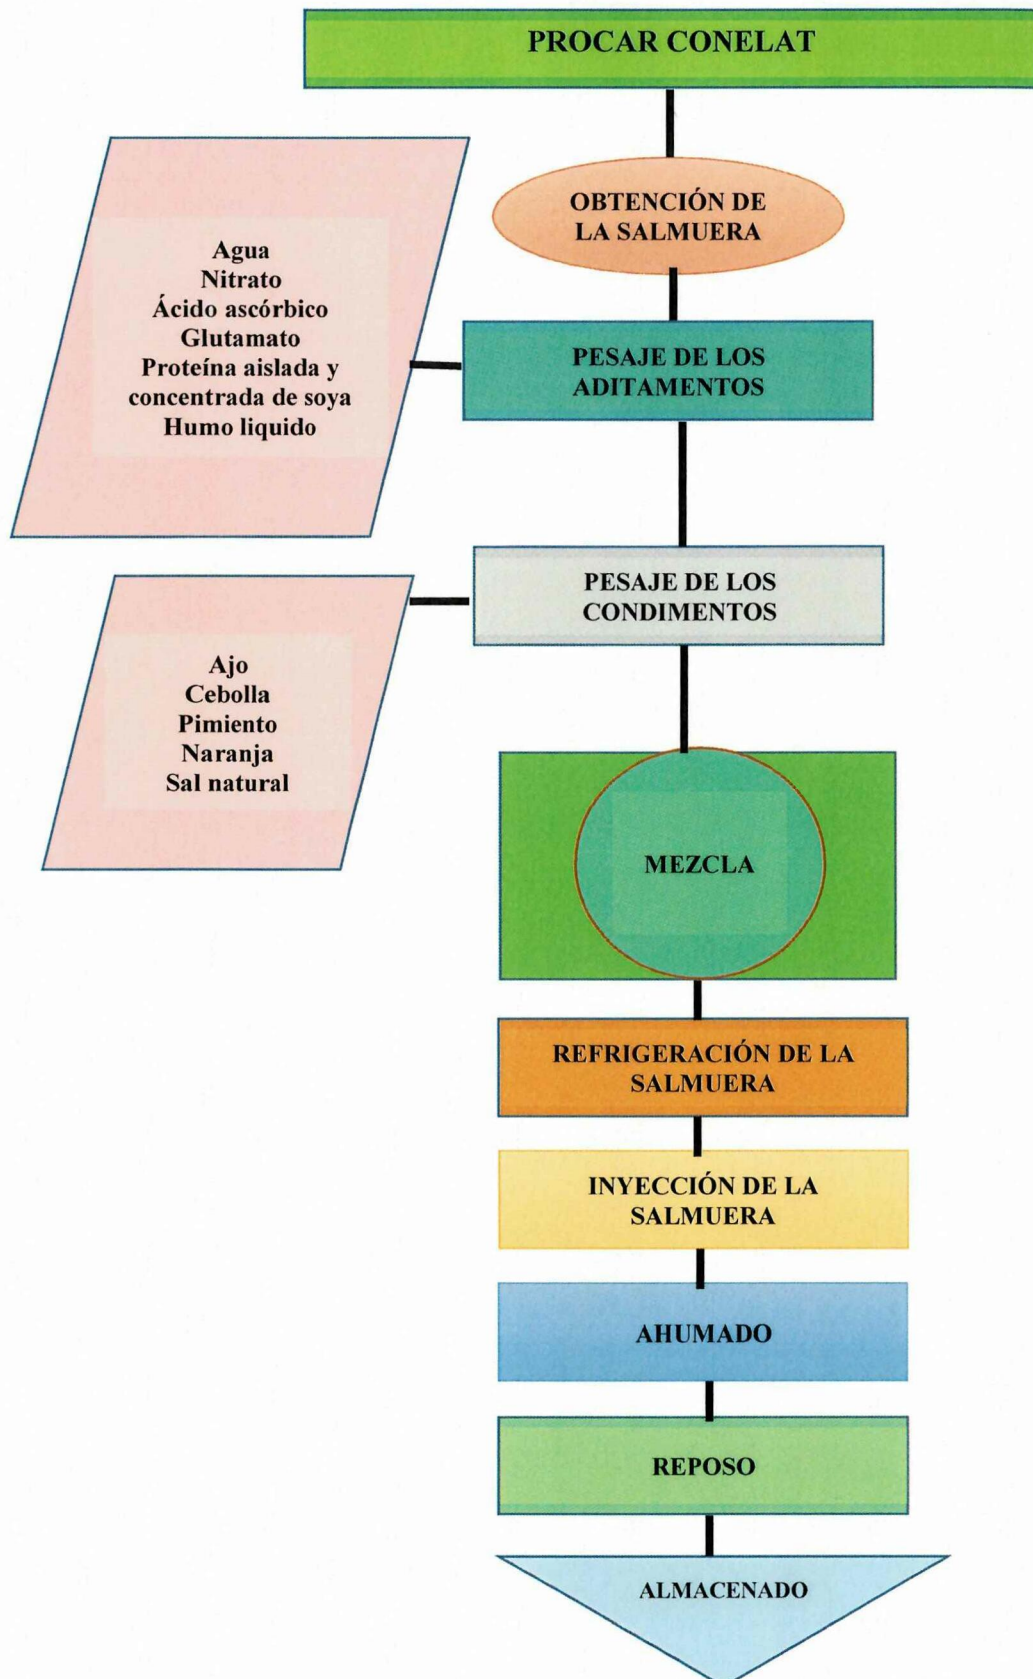 PROCAR CONELAT
OBTENCIÓN DE
LA SALMUERA
Agua
Nitrato
Ácido ascórbico
Glutamato
Proteína aislada y
concentrada de soya
Humo liquido
PESAJE DE LOS
ADITAMENTOS
PESAJE DE LOS
CONDIMENTOS
Ajo
Cebolla
Pimiento
Naranja
Sal natural
MEZCLA
REFRIGERACIÓN DE LA
SALMUERA
INYECCIÓN DE LA
SALMUERA
AHUMADO
REPOSO
ALMACENADO